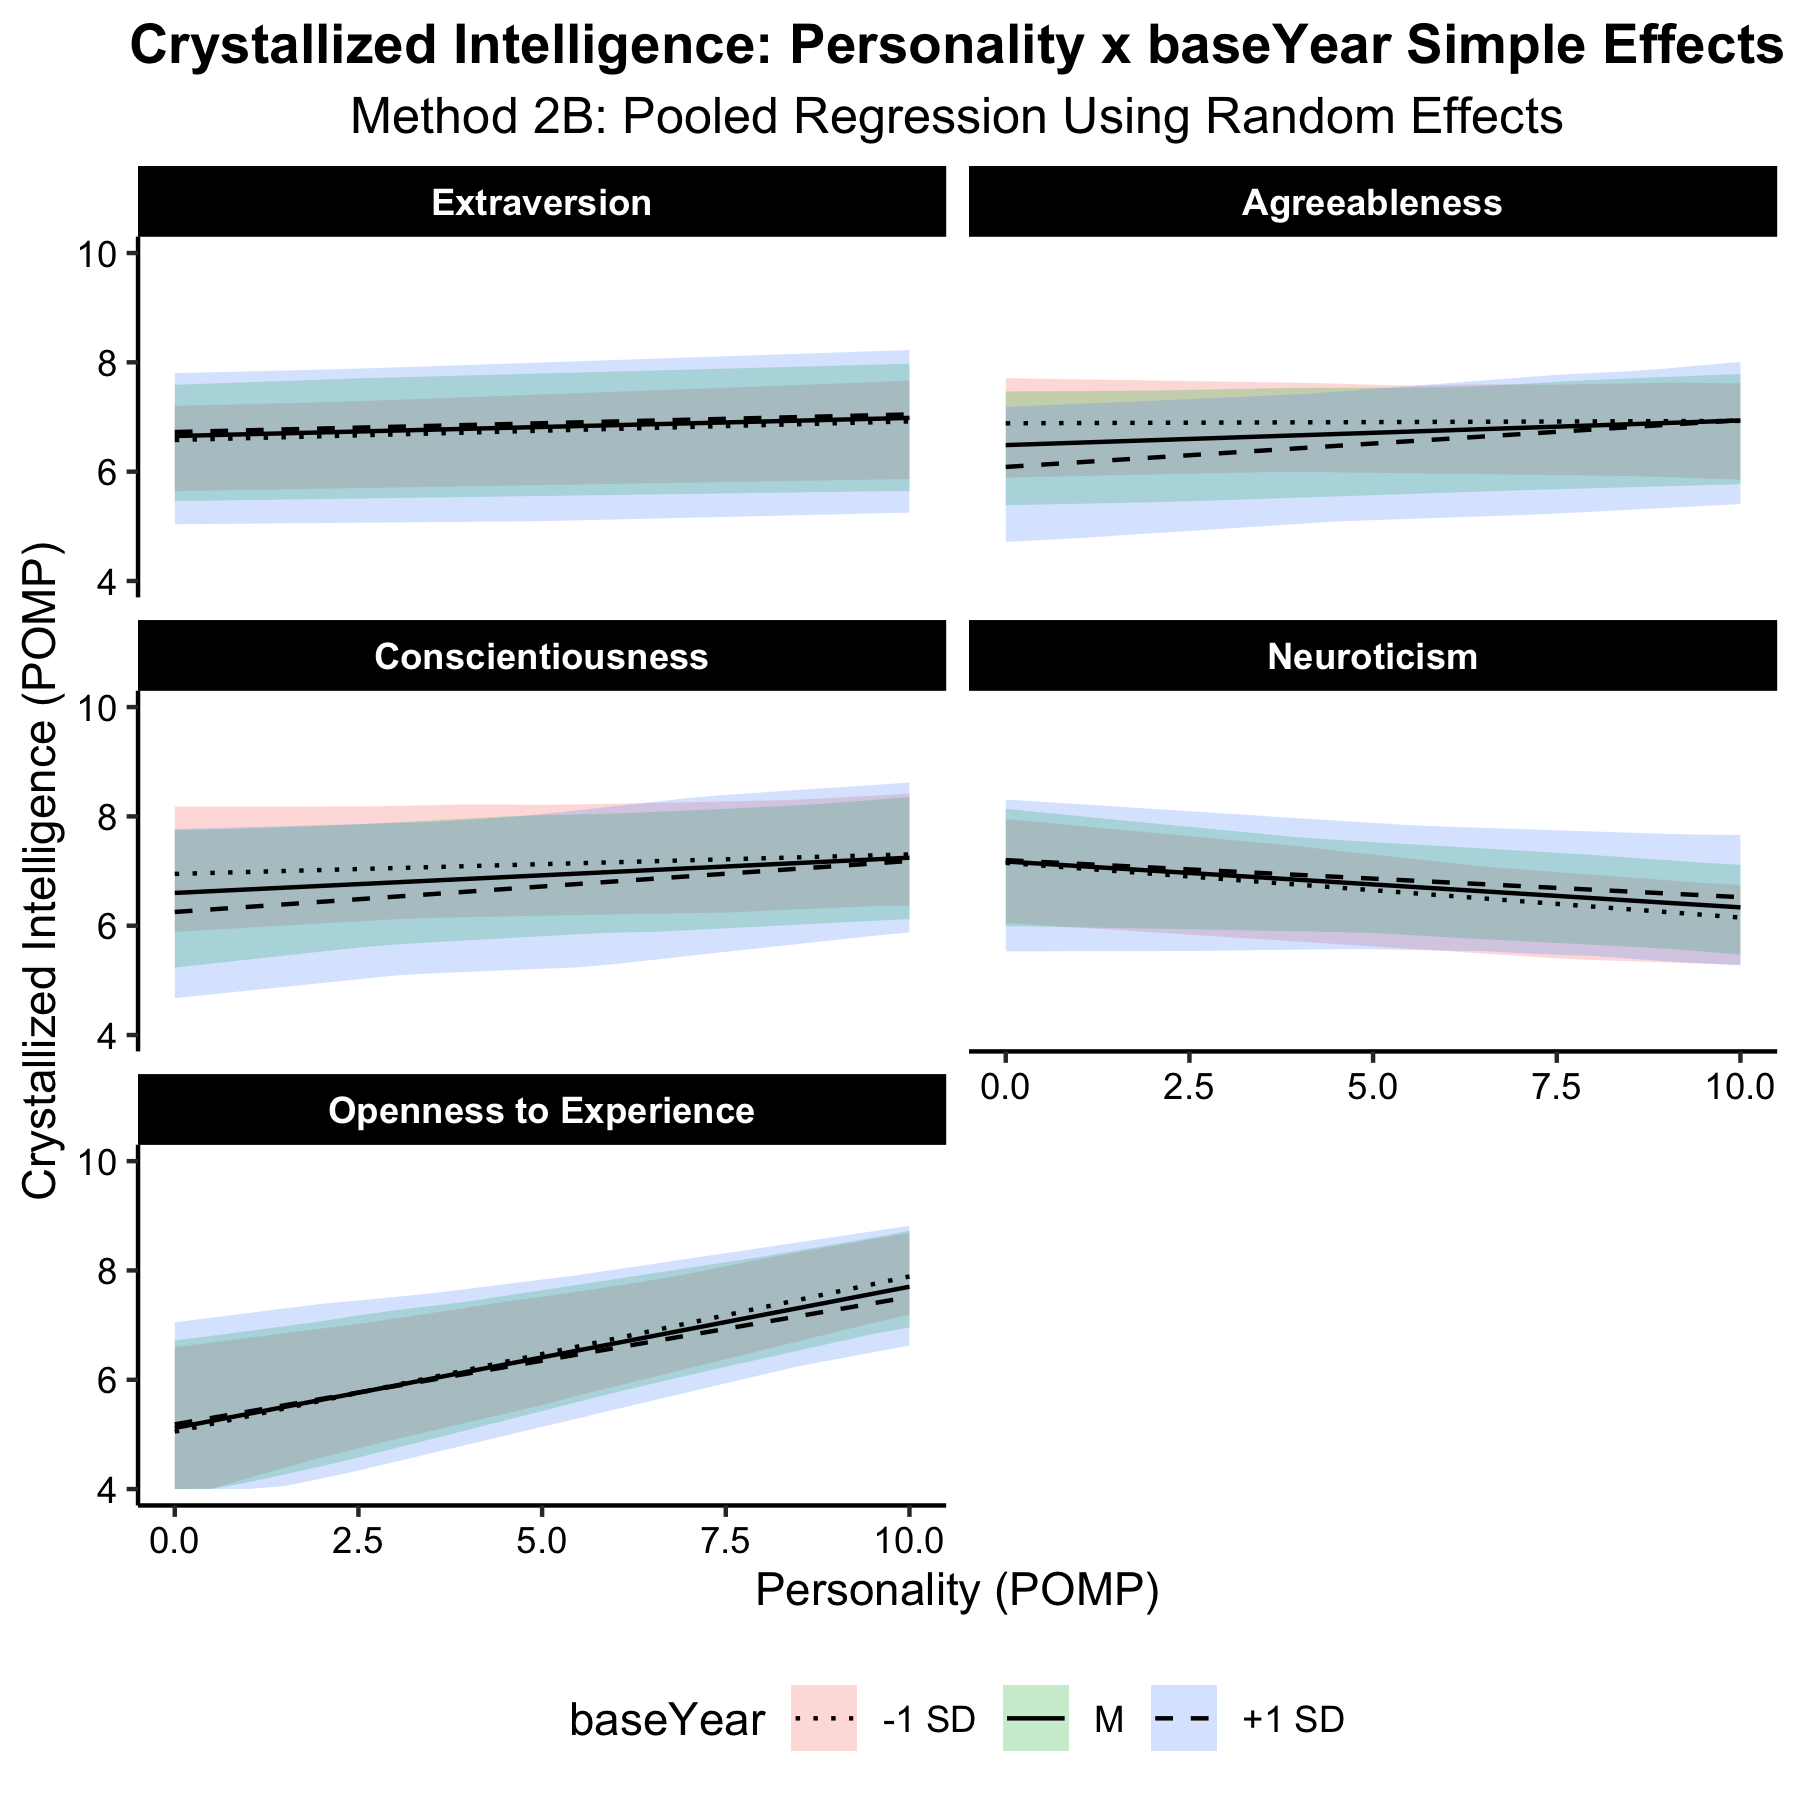 Crystallized Intelligence: Personality x baseYear Simple Effects
Method 2B: Pooled Regression Using Random Effects
Extraversion
Agreeableness
10
8
6
4
Conscientiousness
Neuroticism
10
8
6
4
0.0 2.5 5.0 7.5 10.0
Openness to Experience
10
8
6
4
0.0 2.5 5.0 7.5 10.0
Crystallized Intelligence (POMP)
Personality (POMP)
baseYear -1 SD M +1 SD